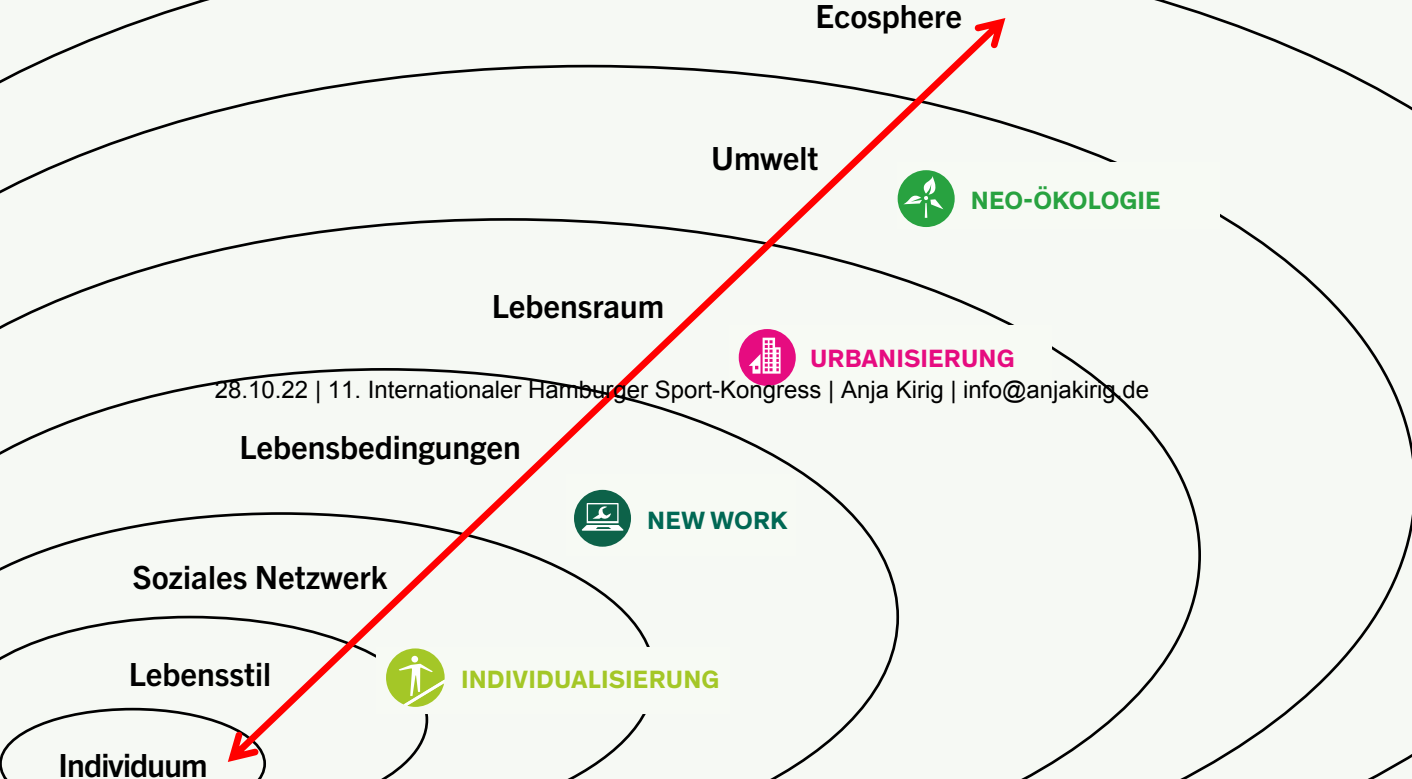 Ecosphere
Umwelt
NEO-ÖKOLOGIE
Lebensraum
URBANISIERUNG
28.10.22 | 11. Internationaler Hamburger Sport-Kongress | Anja Kirig | info@anjakirig.de
Lebensbedingungen
NEW WORK
Soziales Netzwerk
Lebensstil
INDIVIDUALISIERUNG
Individuum